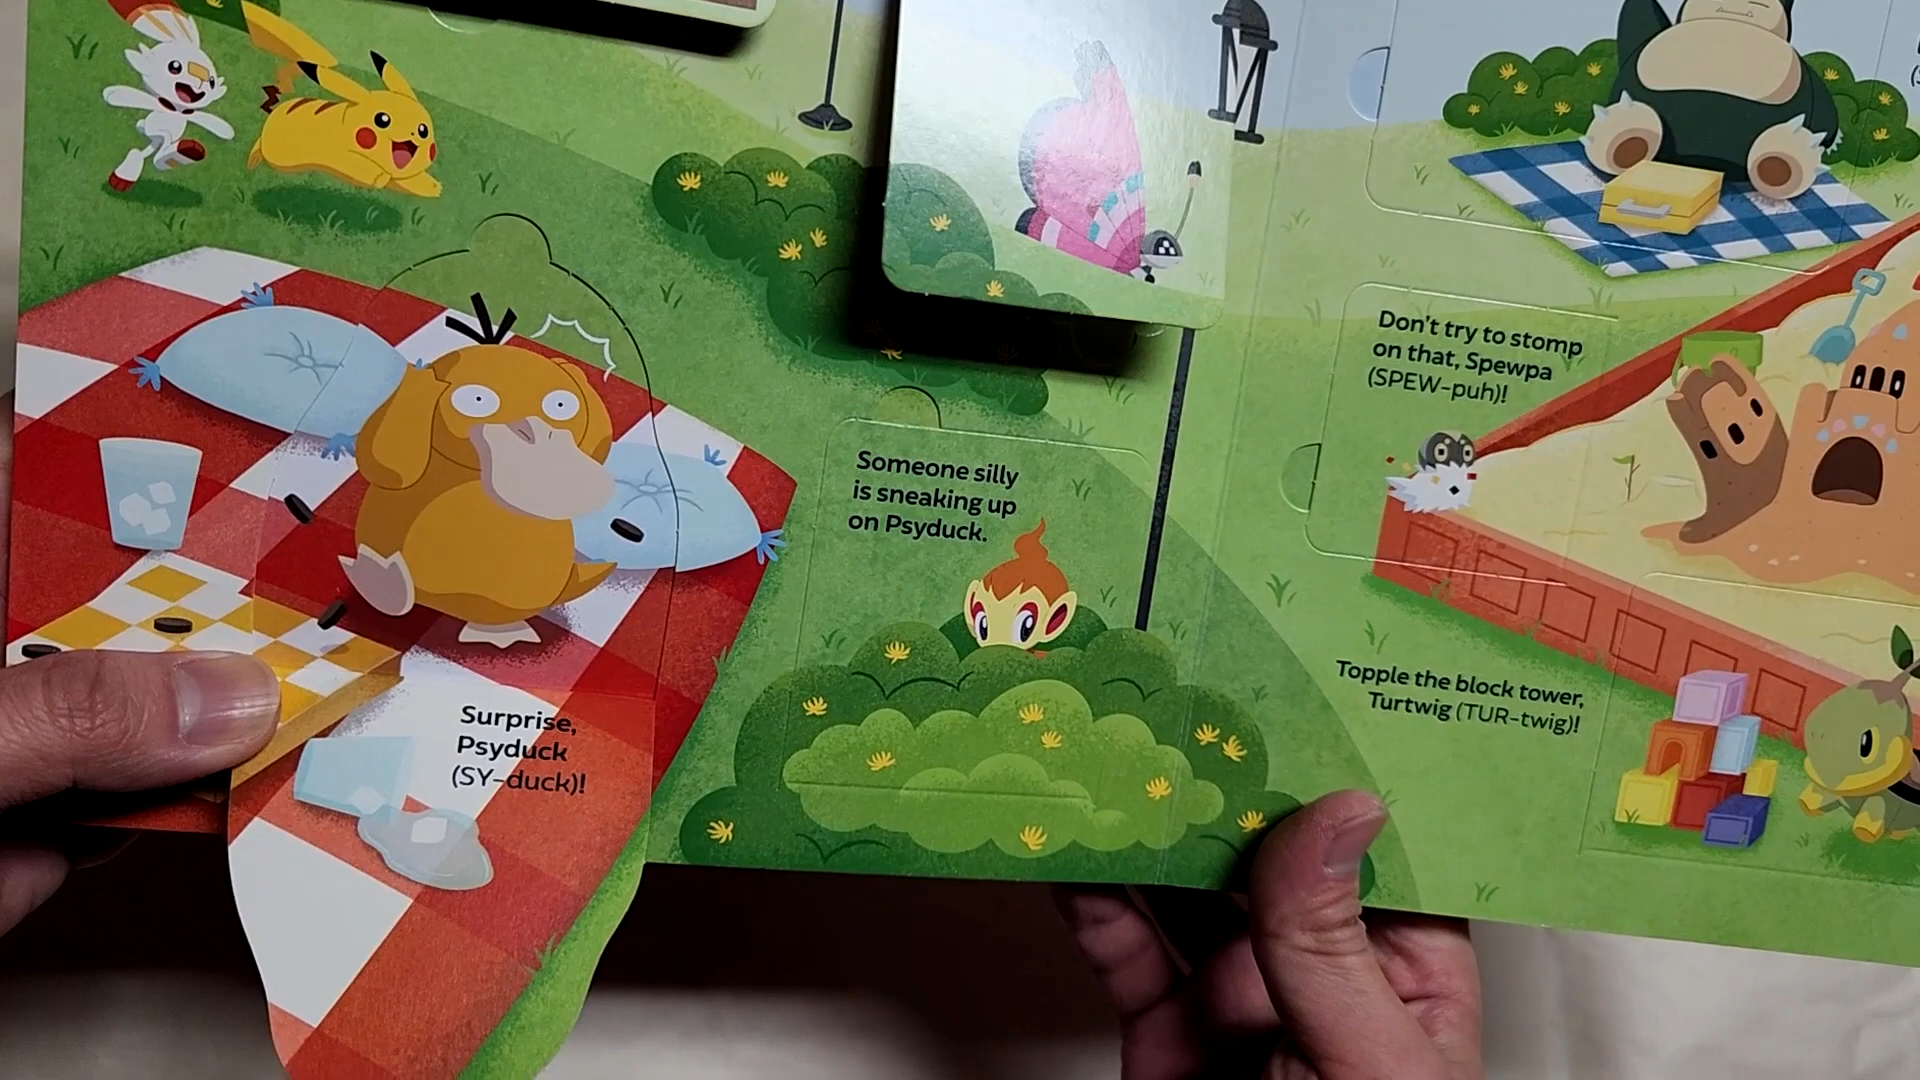 Don't try to stomp
on that, Spewpa
(SPEW-puh)!
Someone silly
is sneaking up
on Psyduck.
Topple the block tower,
Turtwig (TUR-twig)!
Surprise,
Psyduck
(SY-duck)!